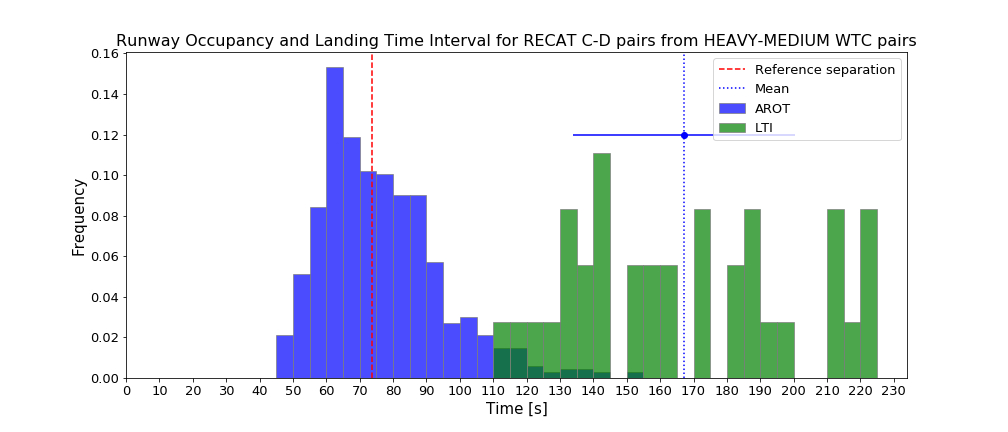 Runway Occupancy and Landing Time Interval for RECAT C-D pairs from HEAVY-MEDIUM WTC pairs
Reference separation
Mean
AROT
LTI
Frequency
0.16
0.14
0.12
0.10
0.08
0.06
0.04
0.02
0.00
0 10 20 30 40 50 60 70 80 90 100 110 120 130 140 150 160 170 180 190 200 210 220 230
Time [s]